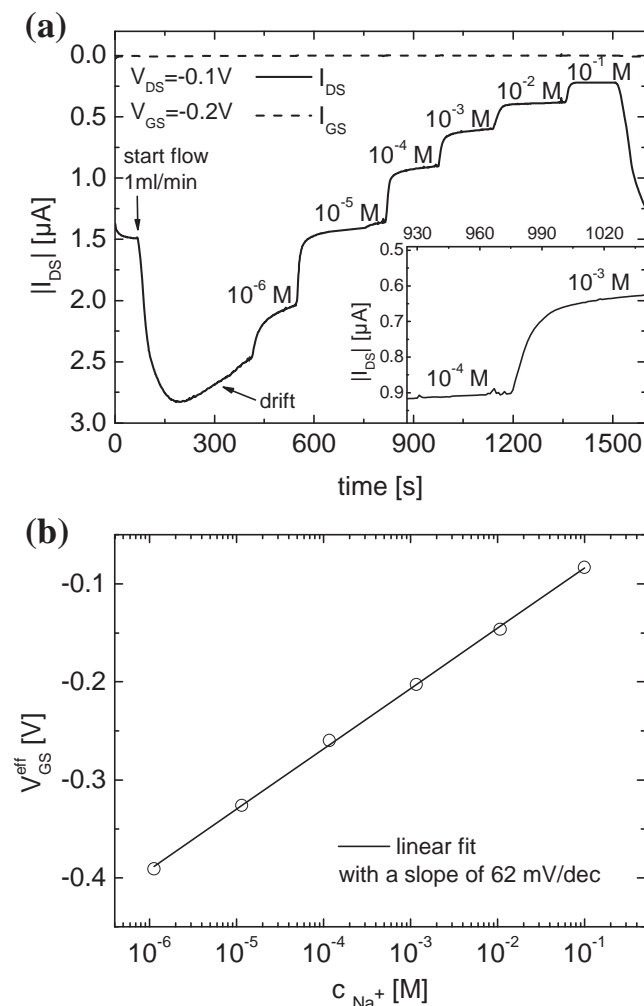 (a)
0.0
0.5
1.0
1.5
2.0
2.5
3.0
|I_DS| [µA]
V_DS=-0.1V
I_DS
V_GS=-0.2V
I_GS
start flow
1ml/min
drift
10^-6 M
10^-5 M
10^-4 M
10^-3 M
10^-2 M
10^-1 M
930 960 990 1020
0.5
0.6
0.7
0.8
0.9
|I_DS| [µA]
10^-4 M
10^-3 M
0 300 600 900 1200 1500
time [s]
(b)
-0.1
-0.2
-0.3
-0.4
V_GS^eff [V]
linear fit
with a slope of 62 mV/dec
10^-6 10^-5 10^-4 10^-3 10^-2 10^-1
c_Na+ [M]